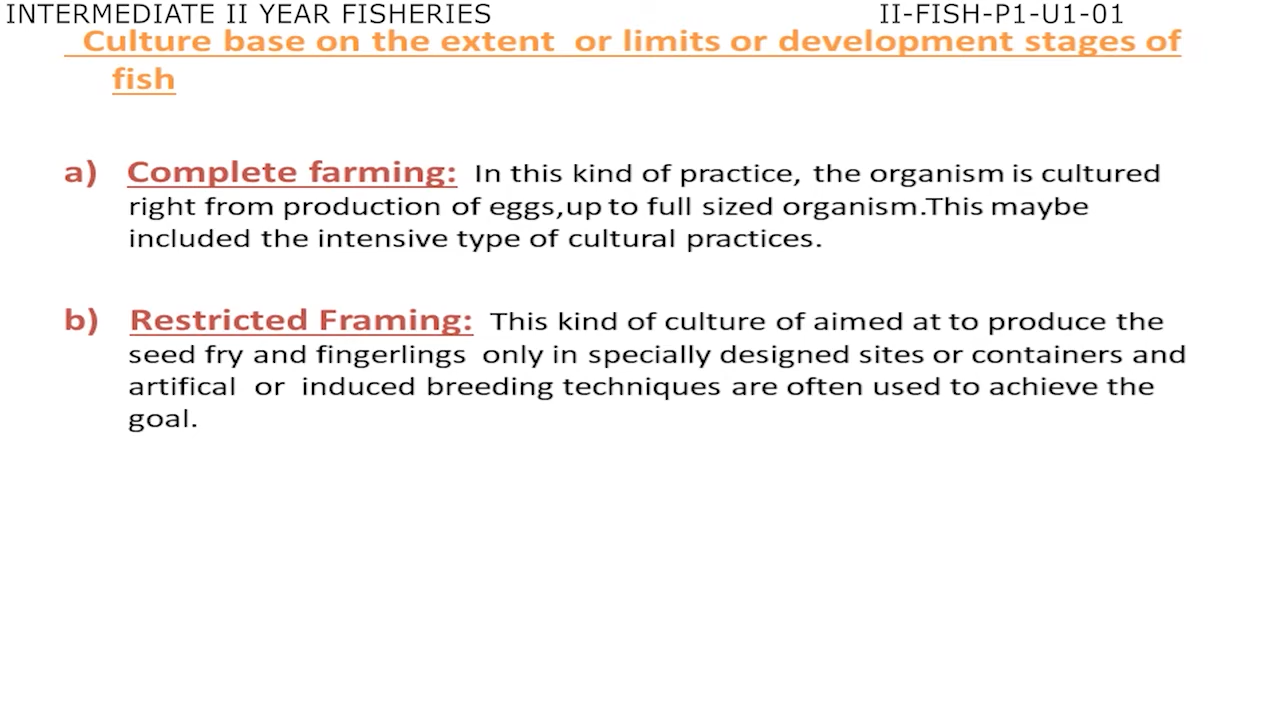 INTERMEDIATE II YEAR FISHERIES II-FISH-P1-U1-01
Culture base on the extent or limits or development stages of
fish
a) Complete farming: In this kind of practice, the organism is cultured
right from production of eggs,up to full sized organism.This maybe
included the intensive type of cultural practices.
b) Restricted Framing: This kind of culture of aimed at to produce the
seed fry and fingerlings only in specially designed sites or containers and
artifical or induced breeding techniques are often used to achieve the
goal.